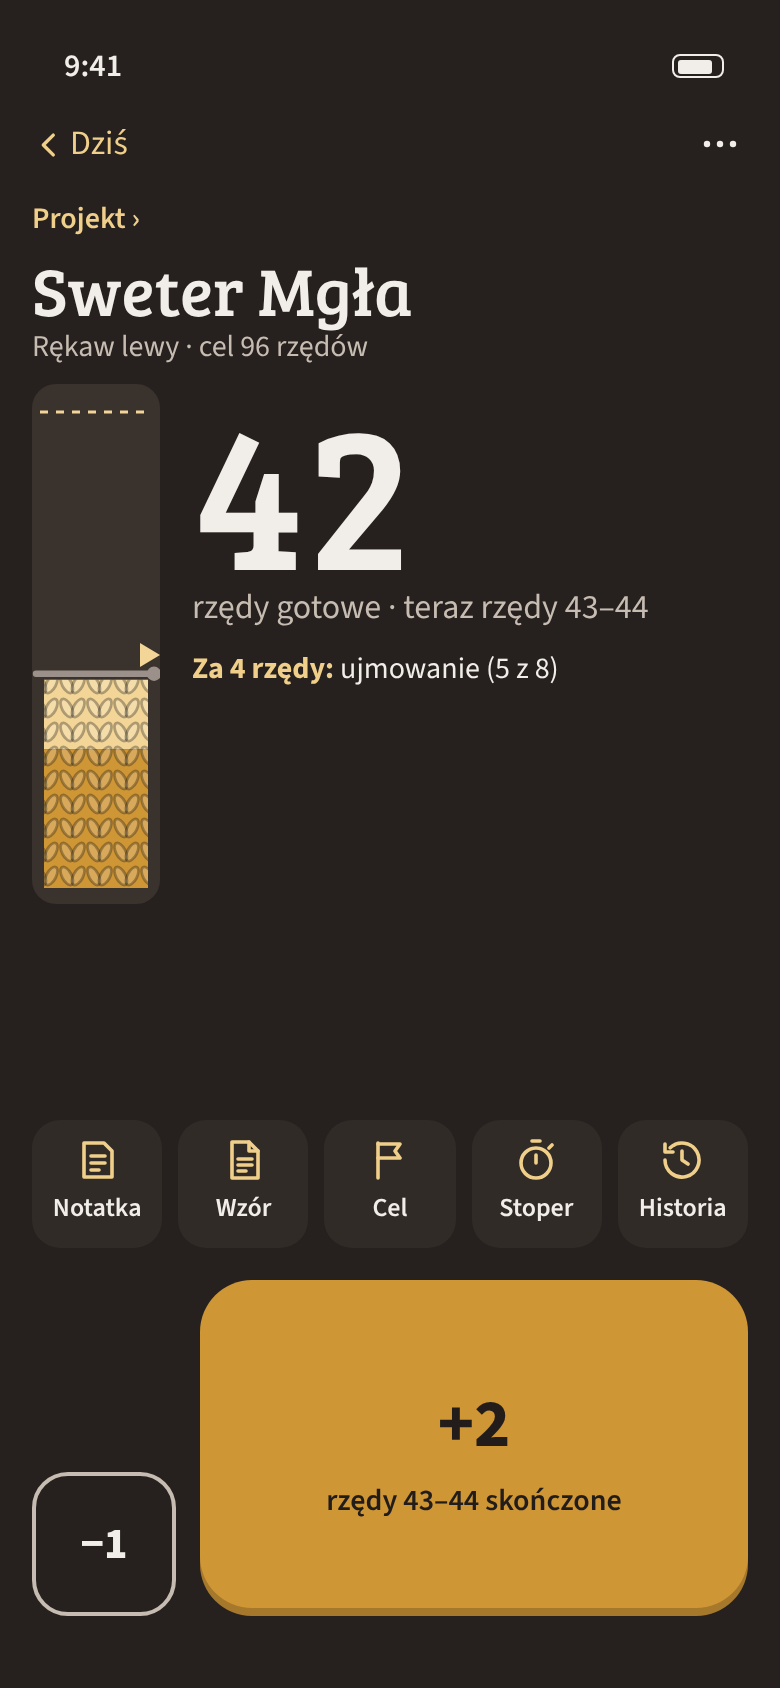 9:41
Dziś
Projekt ›
Sweter Mgła
Rękaw lewy · cel 96 rzędów
42
rzędy gotowe · teraz rzędy 43–44
Za 4 rzędy: ujmowanie (5 z 8)
Notatka
Wzór
Cel
Stoper
Historia
+2
rzędy 43–44 skończone
−1